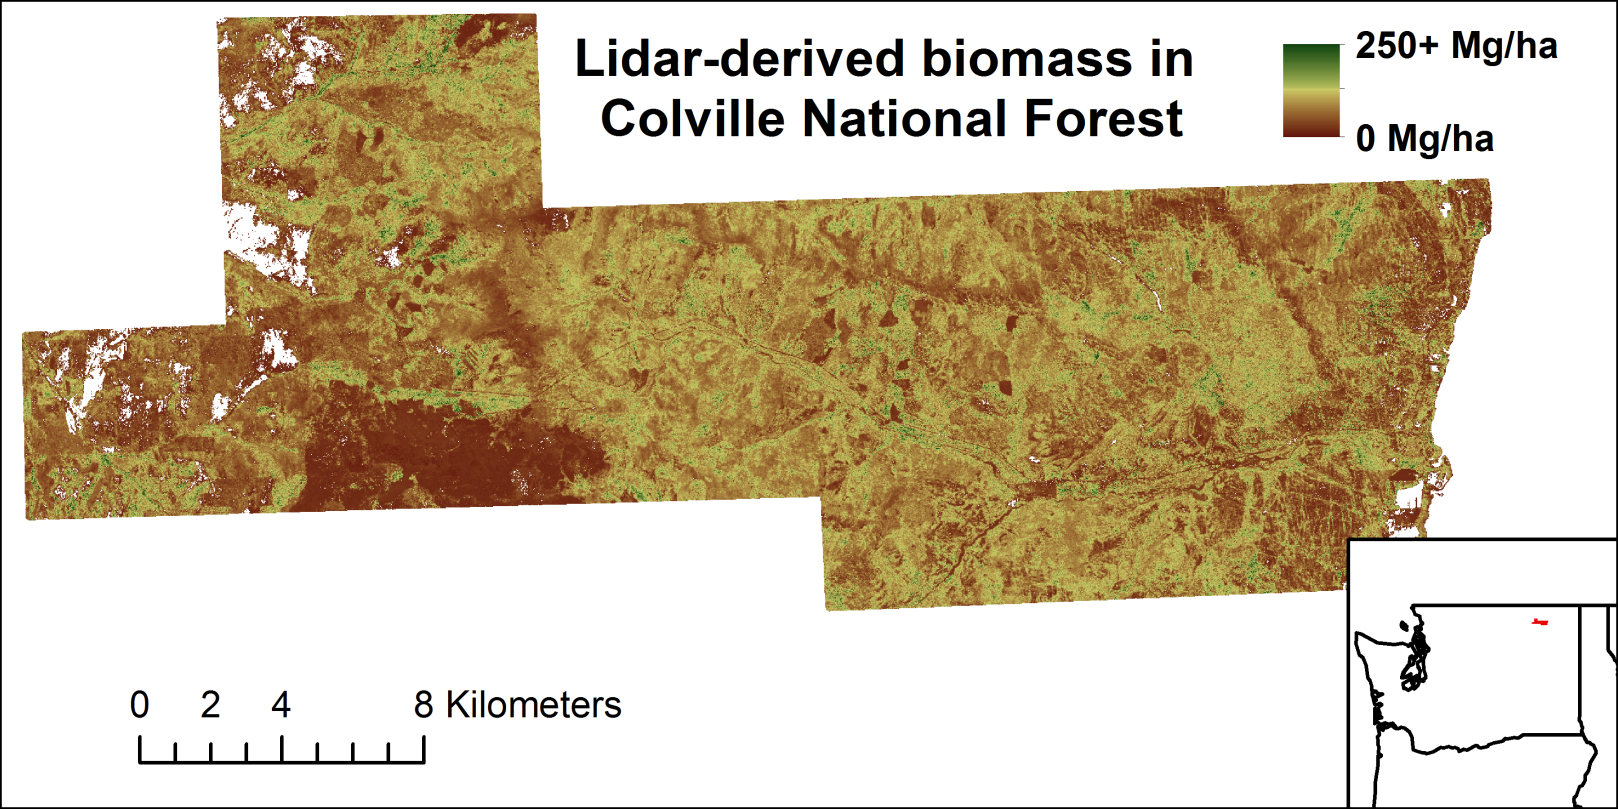 Lidar-derived biomass in
Colville National Forest
250+ Mg/ha
0 Mg/ha
0 2 4 8 Kilometers